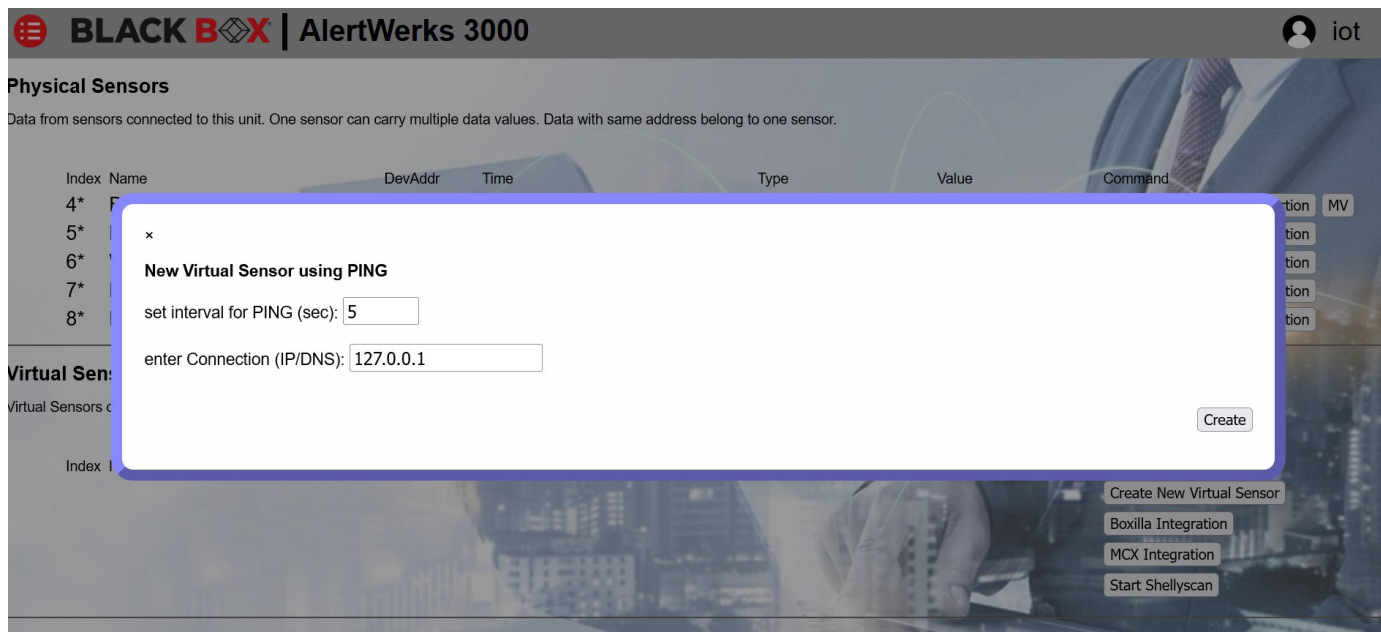 BLACK BOX | AlertWerks 3000
iot
Physical Sensors
Data from sensors connected to this unit. One sensor can carry multiple data values. Data with same address belong to one sensor.
Index Name DevAddr Time Type Value Command
4* MV
5*
6*
7*
8*
×
New Virtual Sensor using PING
set interval for PING (sec): 5
enter Connection (IP/DNS): 127.0.0.1
Create
Virtual
Virtual Sensors
Index
Create New Virtual Sensor
Boxilla Integration
MCX Integration
Start Shellyscan